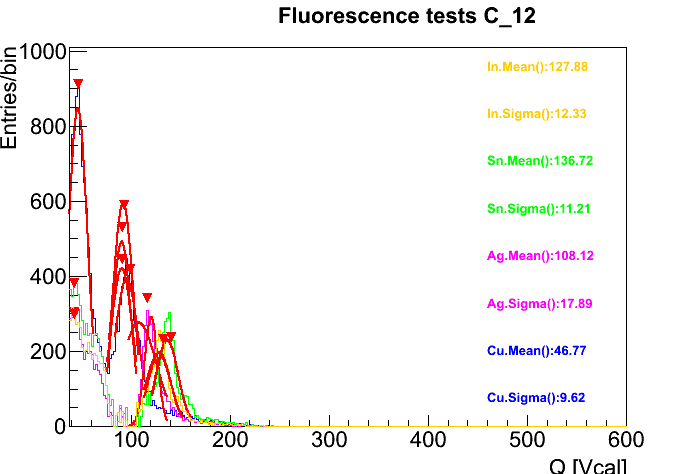 Fluorescence tests C_12
Entries/bin
1000
800
600
400
200
0
In.Mean():127.88
In.Sigma():12.33
Sn.Mean():136.72
Sn.Sigma():11.21
Ag.Mean():108.12
Ag.Sigma():17.89
Cu.Mean():46.77
Cu.Sigma():9.62
100 200 300 400 500 600
Q [Vcal]